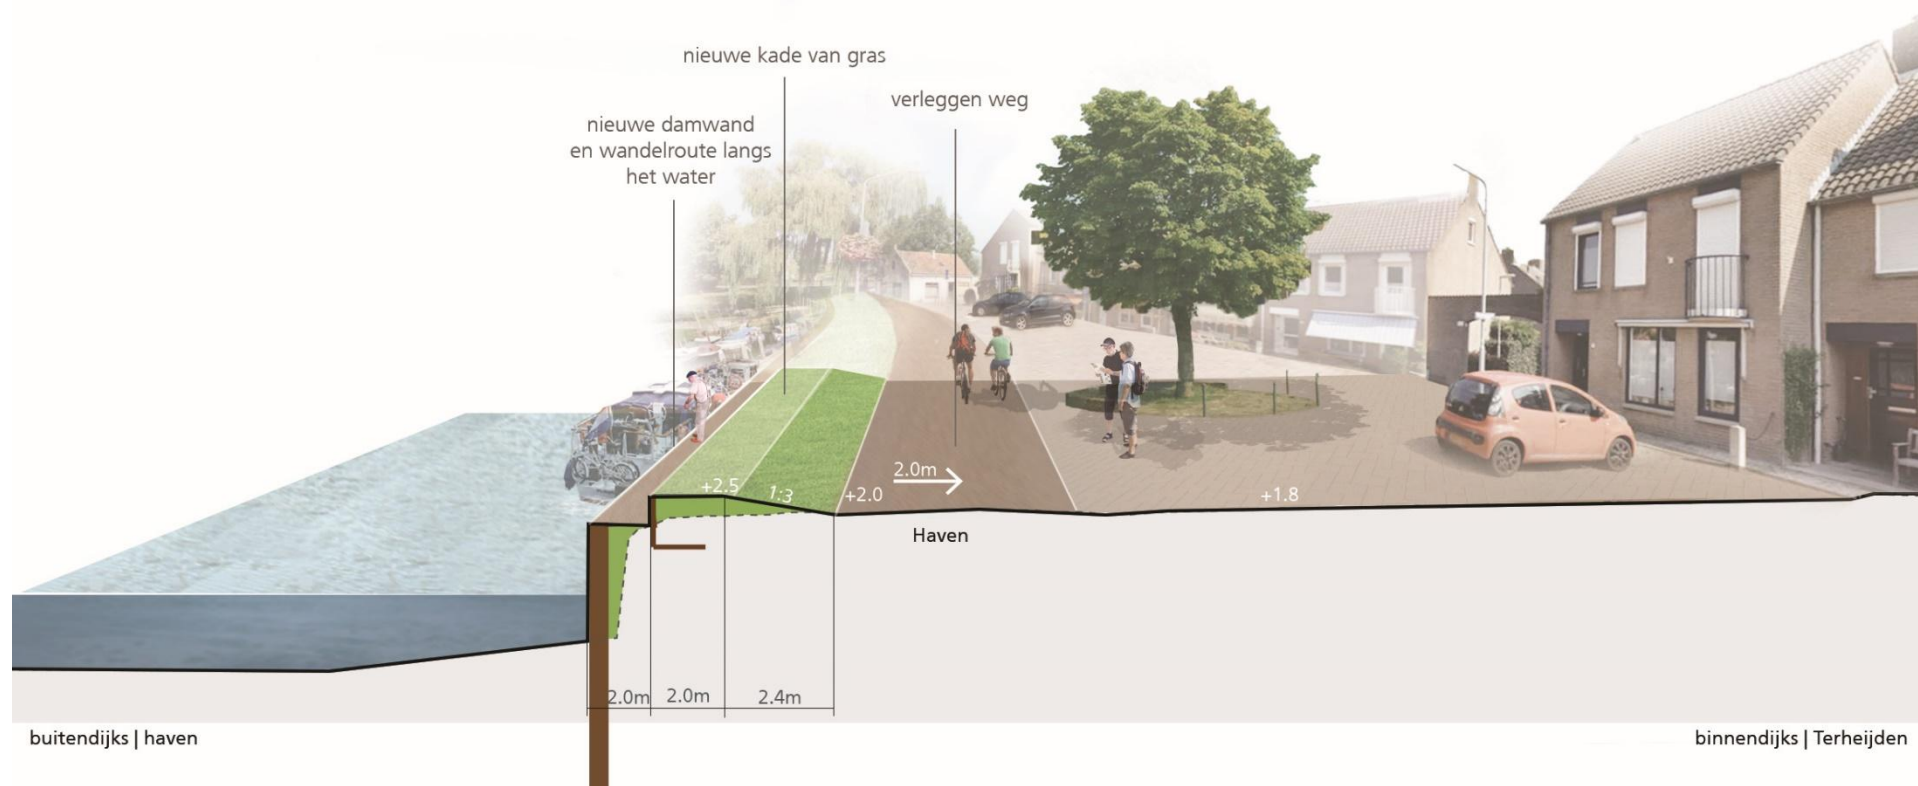 nieuwe kade van gras
verleggen weg
nieuwe damwand
en wandelroute langs
het water
2.0m
+2.5
1:3
+2.0
+1.8
Haven
2.0m
2.0m
2.4m
buitendijks | haven
binnendijks | Terheijden